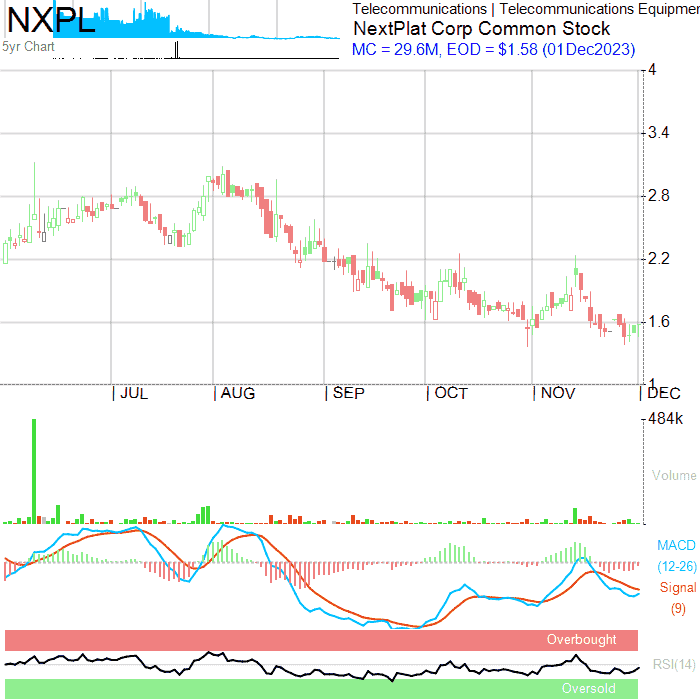 NXPL
5yr Chart
Telecommunications | Telecommunications Equipmen
NextPlat Corp Common Stock
MC = 29.6M, EOD = $1.58 (01Dec2023)
4
3.4
2.8
2.2
1.6
1
JUL AUG SEP OCT NOV DEC
484k
Volume
MACD
(12-26)
Signal
(9)
Overbought
RSI(14)
Oversold